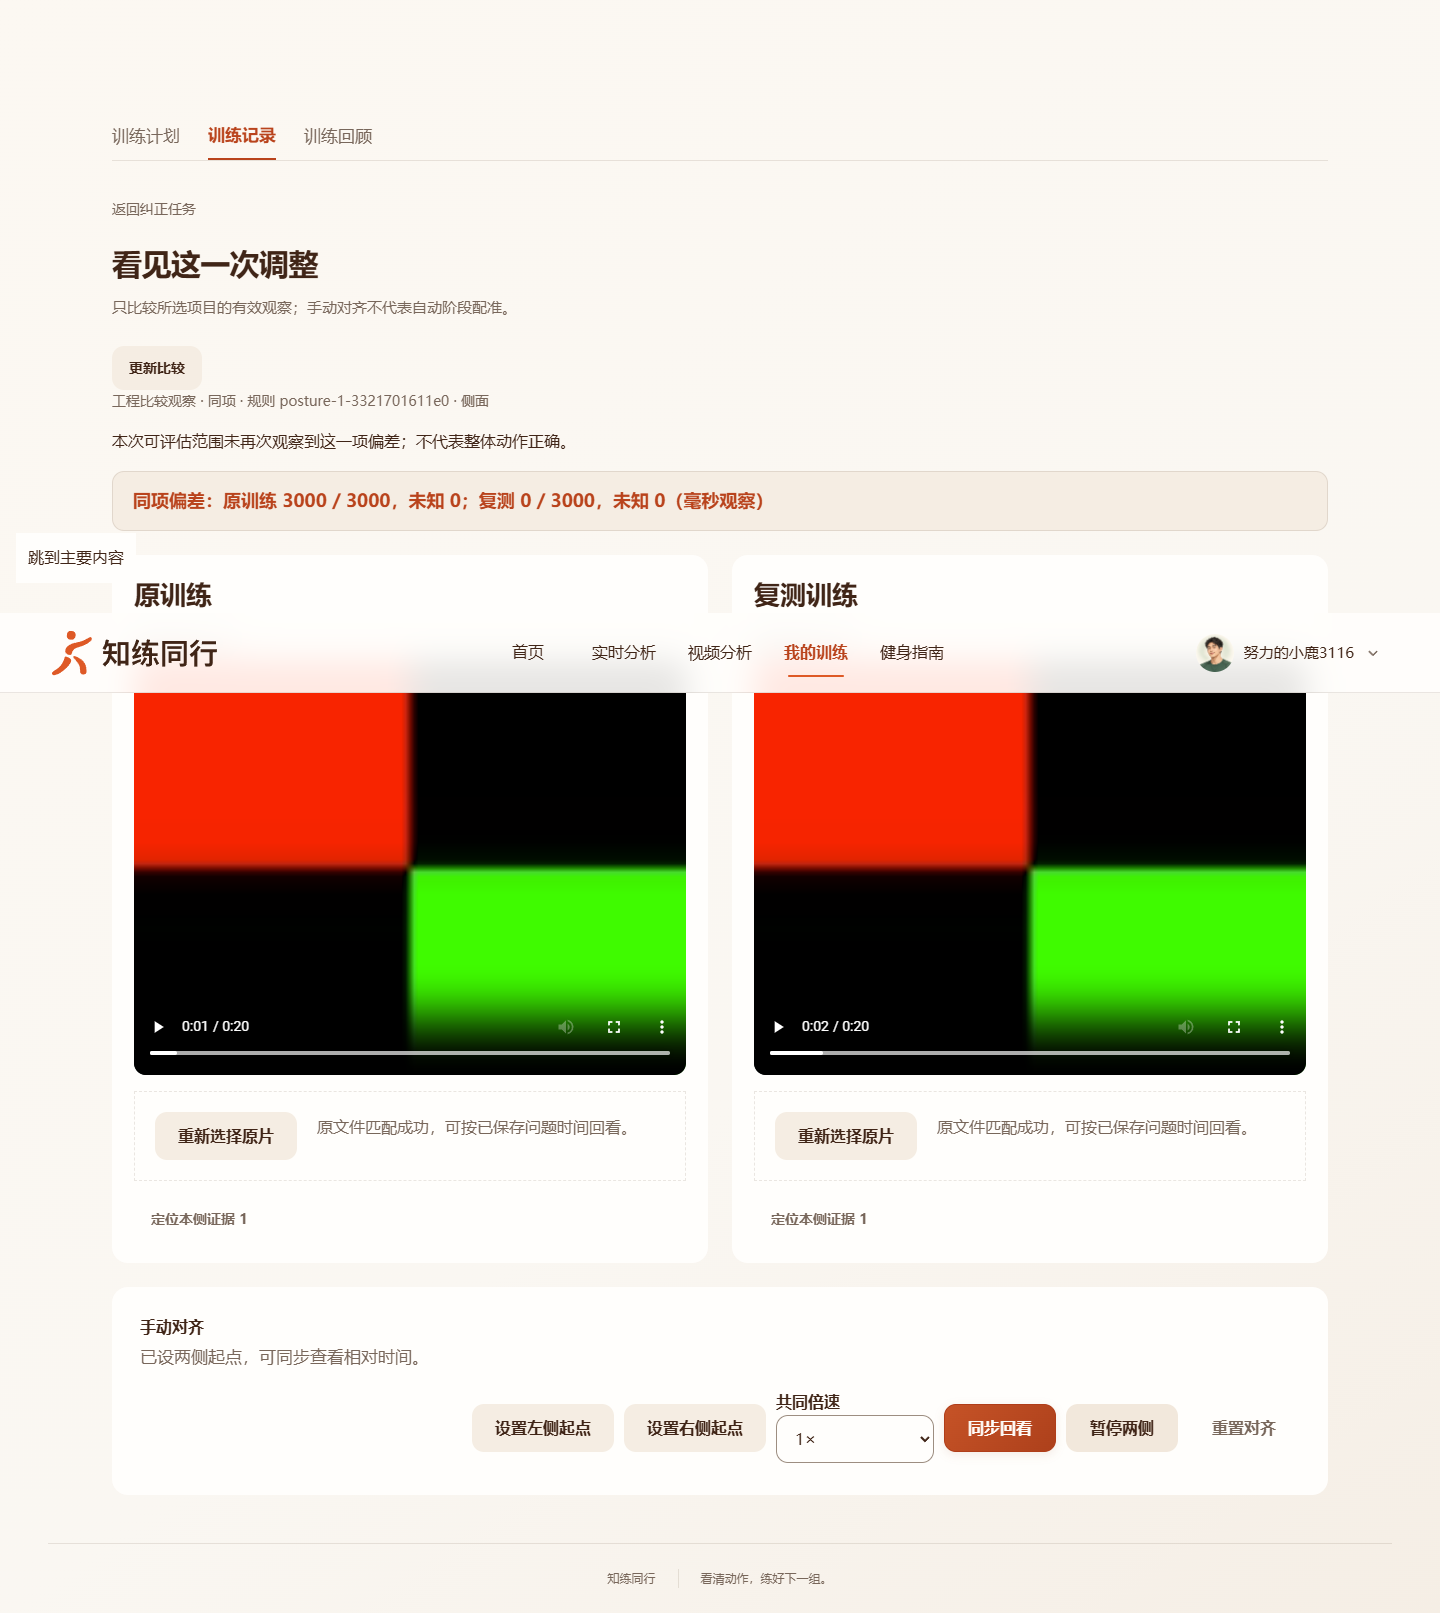 训练计划 训练记录 训练回顾
返回纠正任务
看见这一次调整
只比较所选项目的有效观察；手动对齐不代表自动阶段配准。
更新比较
工程比较观察 · 同项 · 规则 posture-1-3321701611e0 · 侧面
本次可评估范围未再次观察到这一项偏差；不代表整体动作正确。
同项偏差：原训练 3000 / 3000，未知 0；复测 0 / 3000，未知 0（毫秒观察）
跳到主要内容
原训练 复测训练
知练同行 首页 实时分析 视频分析 我的训练 健身指南 努力的小鹿3116
0:01 / 0:20 0:02 / 0:20
重新选择原片 原文件匹配成功，可按已保存问题时间回看。 重新选择原片 原文件匹配成功，可按已保存问题时间回看。
定位本侧证据 1 定位本侧证据 1
手动对齐
已设两侧起点，可同步查看相对时间。
共同倍速
设置左侧起点 设置右侧起点 1× 同步回看 暂停两侧 重置对齐
知练同行 看清动作，练好下一组。